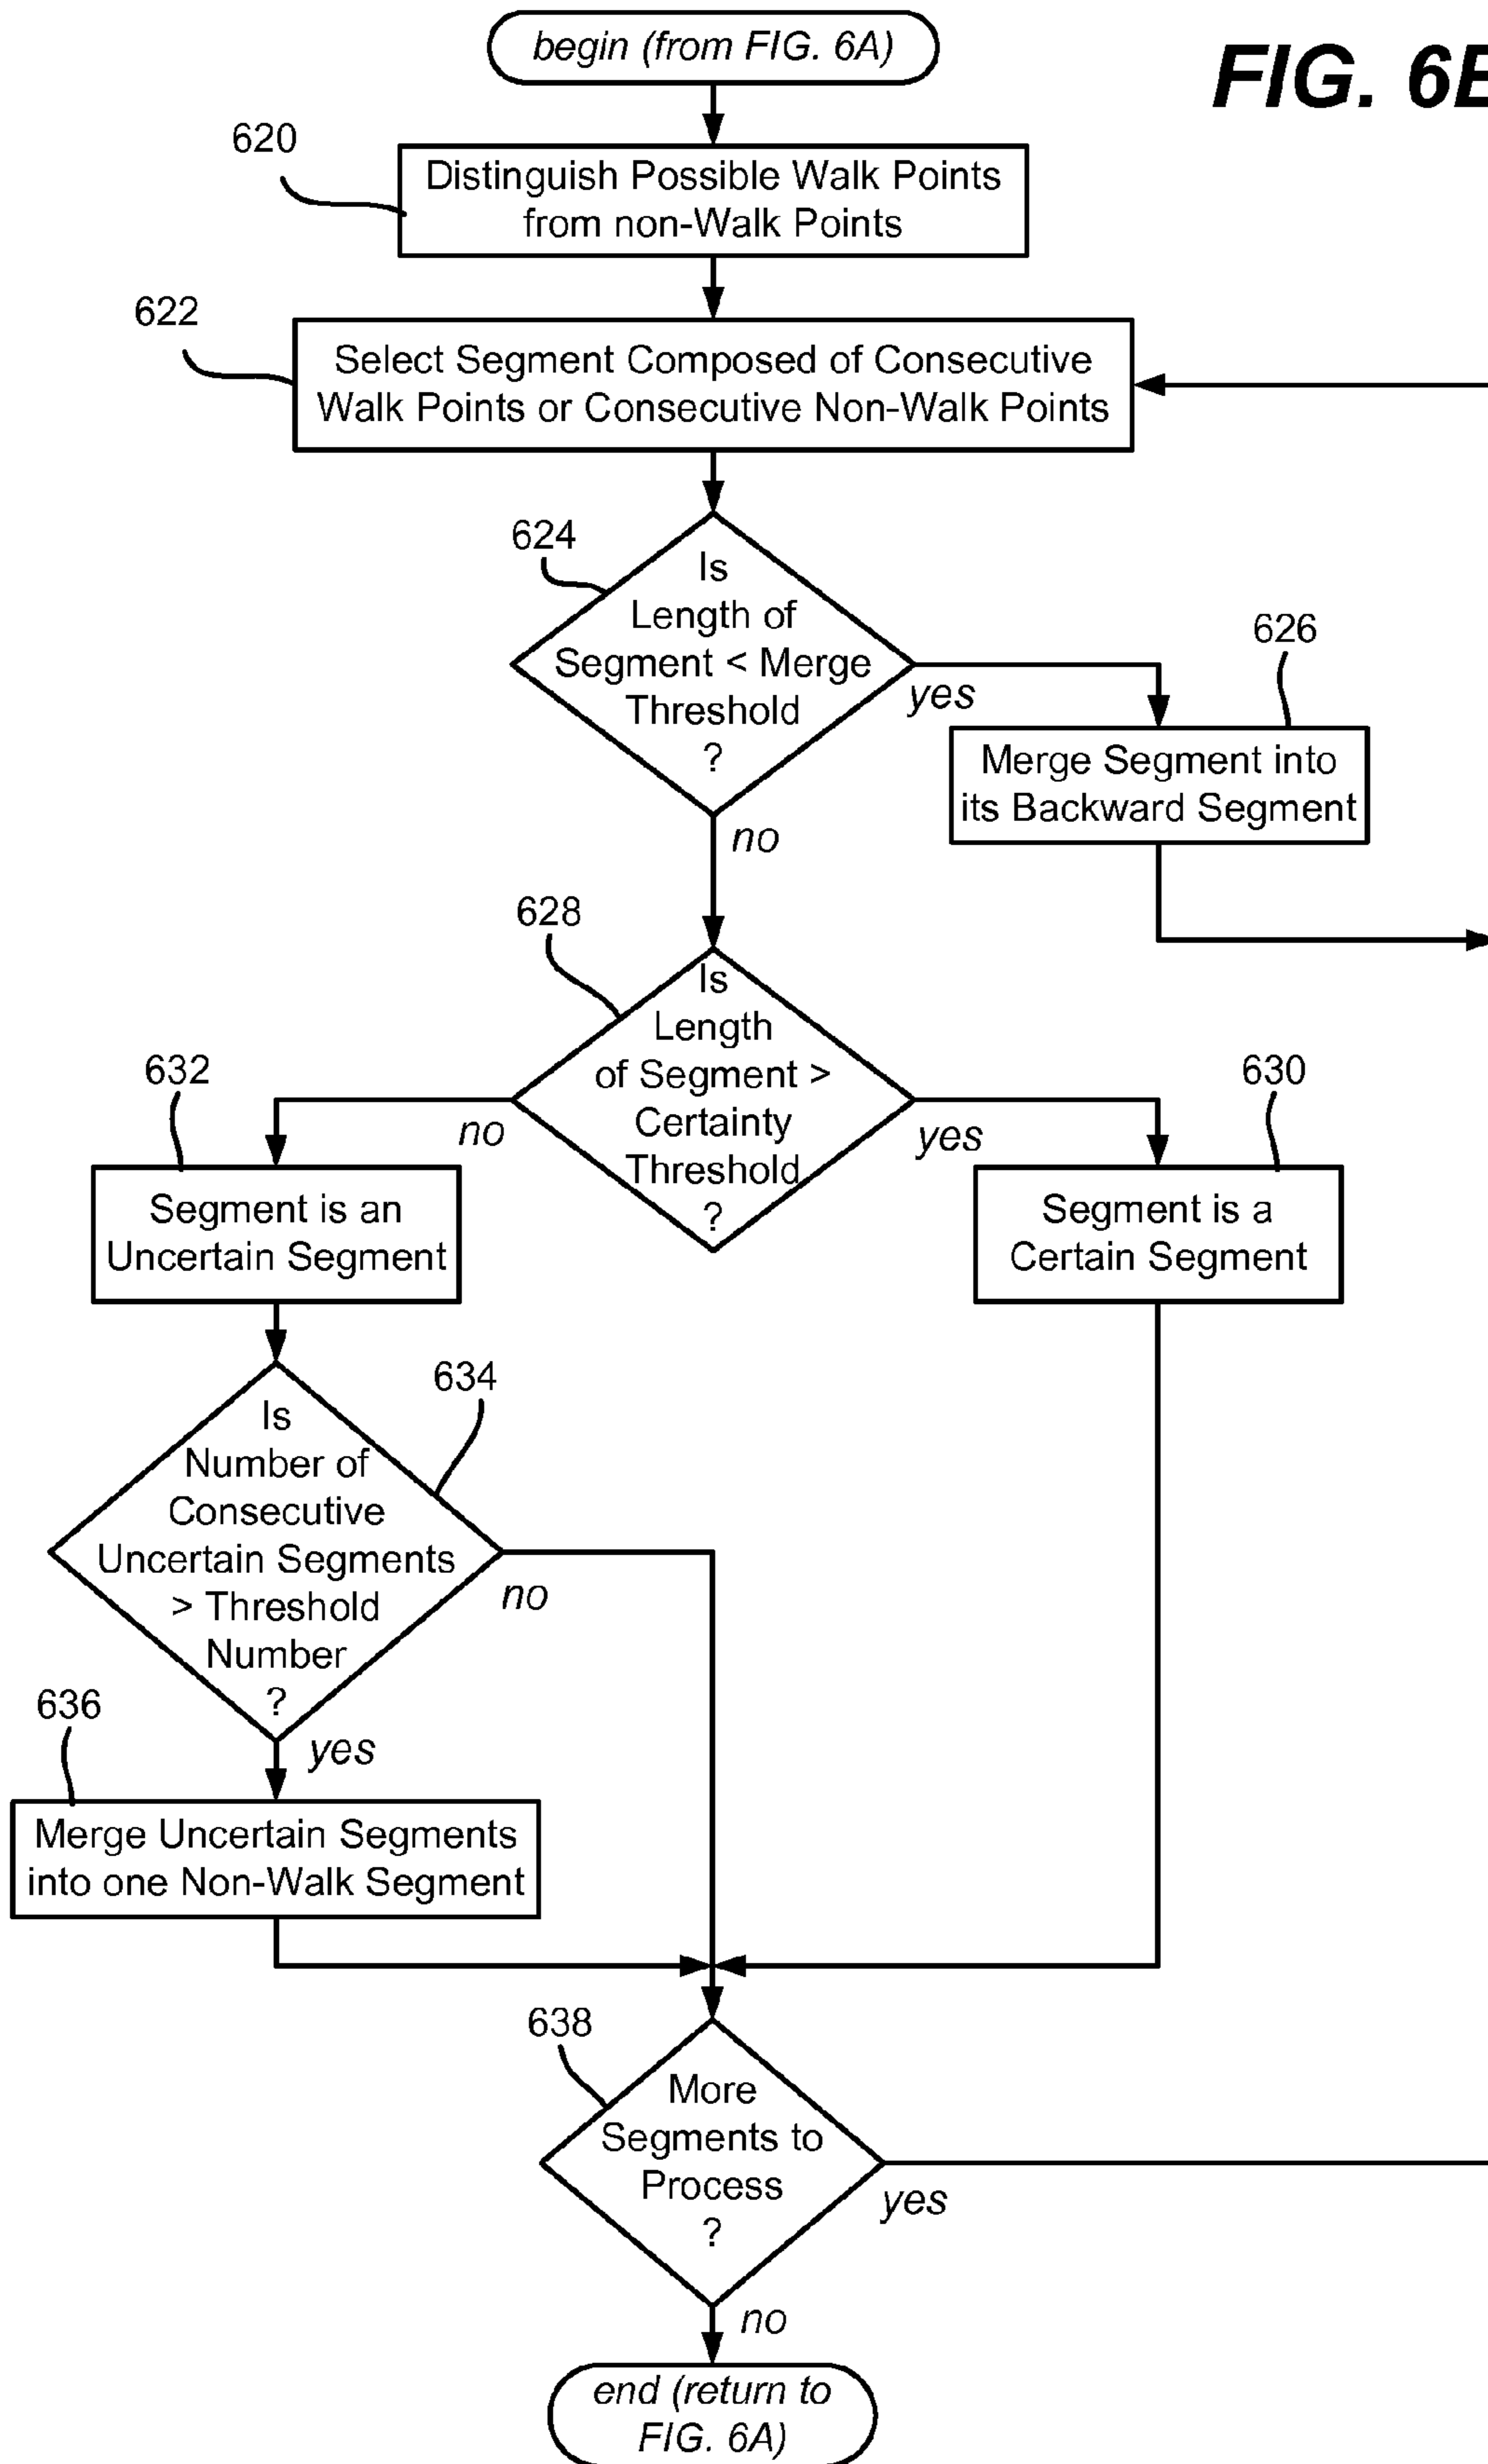 begin (from FIG. 6A)
FIG. 6B
620
Distinguish Possible Walk Points
from non-Walk Points
622
Select Segment Composed of Consecutive
Walk Points or Consecutive Non-Walk Points
624
Is
Length of
Segment < Merge
Threshold
?
yes
626
Merge Segment into
its Backward Segment
no
628
Is
Length
of Segment >
Certainty
Threshold
?
632
no
yes
630
Segment is an
Uncertain Segment
Segment is a
Certain Segment
634
Is
Number of
Consecutive
Uncertain Segments
> Threshold
Number
?
no
636
yes
Merge Uncertain Segments
into one Non-Walk Segment
638
More
Segments to
Process
?
yes
no
end (return to
FIG. 6A)